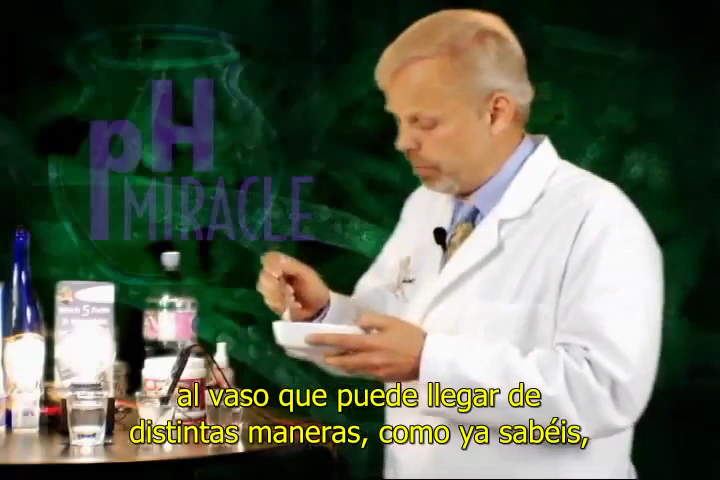 pH
MIRACLE
al vaso que puede llegar de
distintas maneras, como ya sabéis,